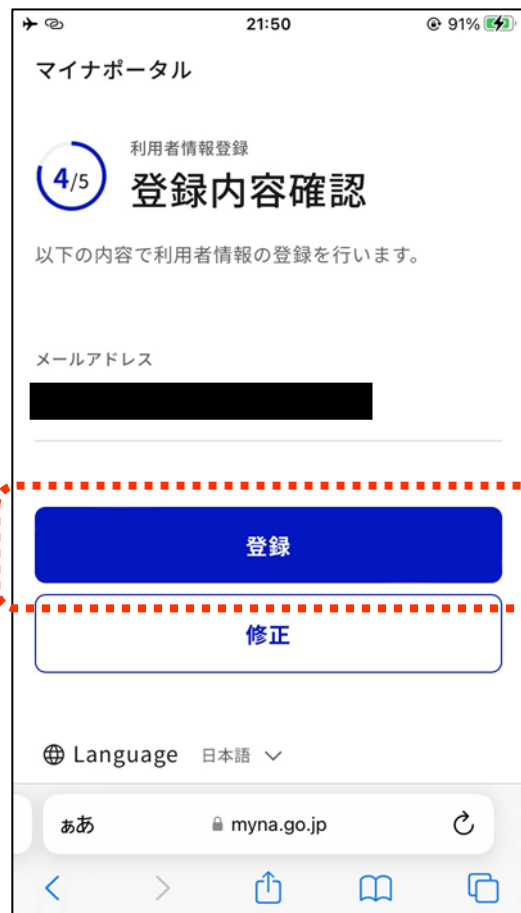 21:50
91%
マイナポータル
利用者情報登録
4/5
登録内容確認
以下の内容で利用者情報の登録を行います。
メールアドレス
登録
修正
Language 日本語
ぁあ myna.go.jp